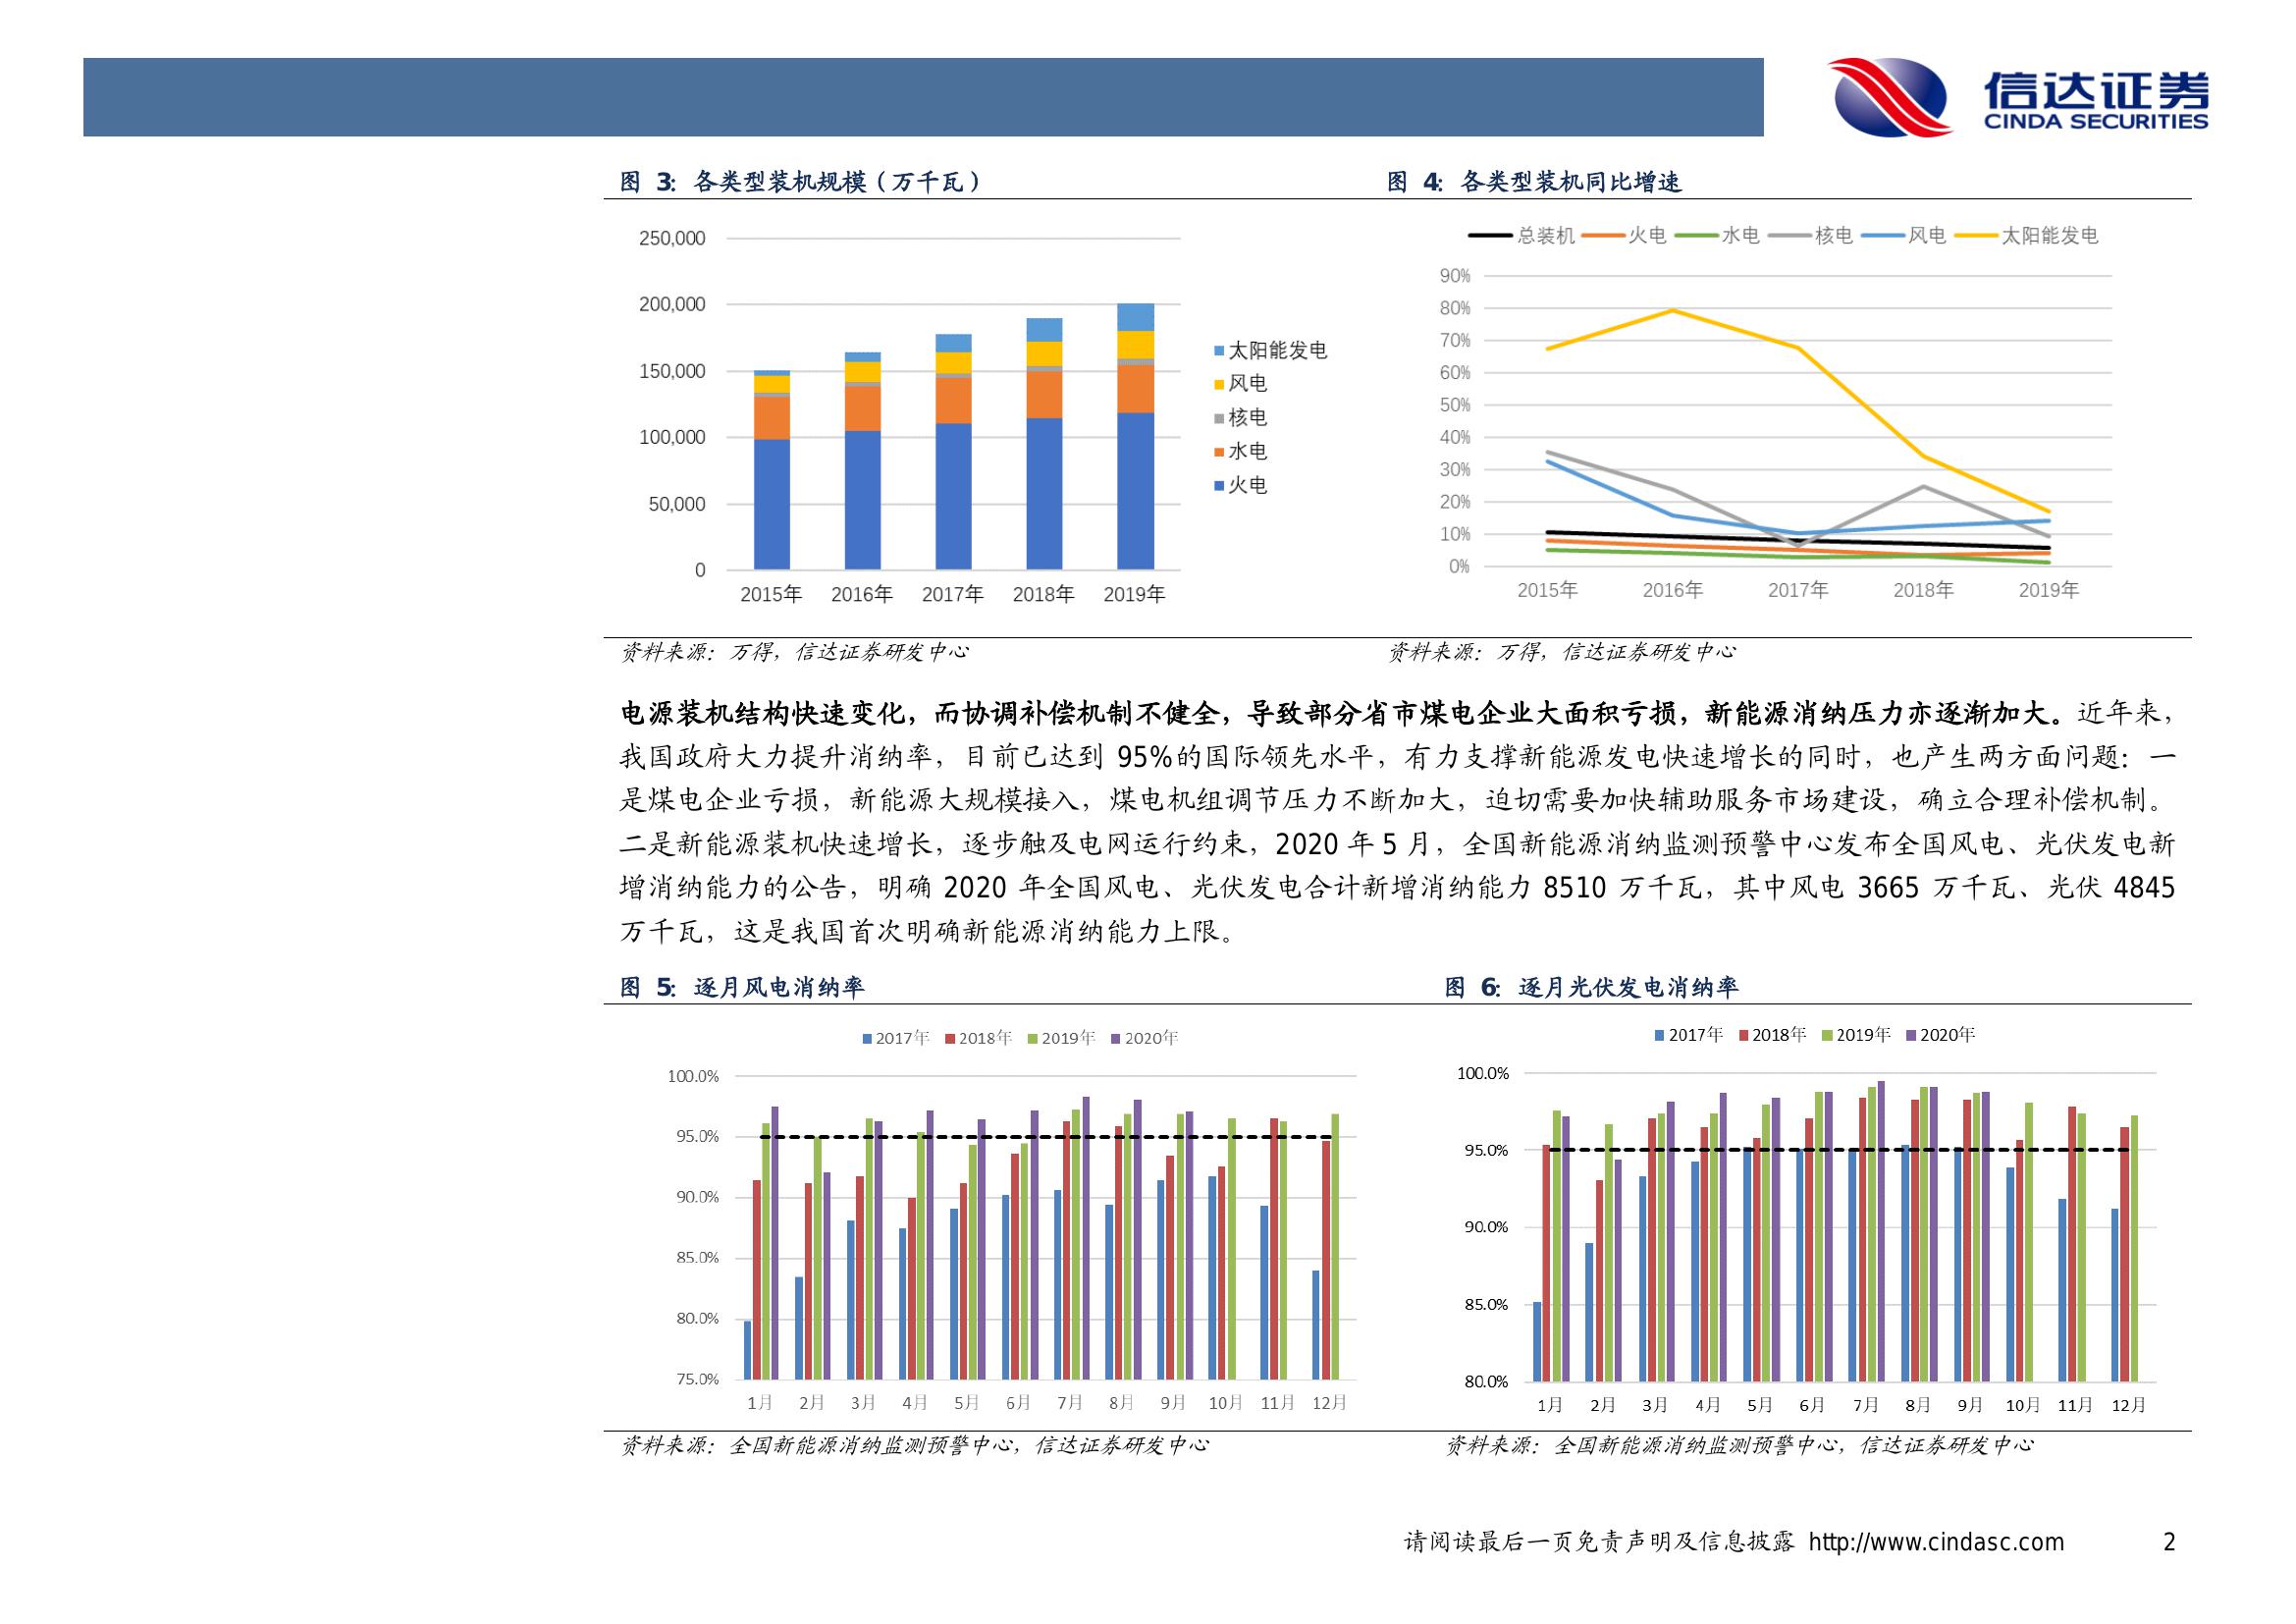 信达证券
CINDA SECURITIES
图 3：各类型装机规模（万千瓦）
250,000
200,000
150,000
100,000
50,000
0
2015年 2016年 2017年 2018年 2019年
太阳能发电
风电
核电
水电
火电
资料来源：万得，信达证券研发中心
图 4：各类型装机同比增速
总装机 火电 水电 核电 风电 太阳能发电
90%
80%
70%
60%
50%
40%
30%
20%
10%
0%
2015年 2016年 2017年 2018年 2019年
资料来源：万得，信达证券研发中心
电源装机结构快速变化，而协调补偿机制不健全，导致部分省市煤电企业大面积亏损，新能源消纳压力亦逐渐加大。近年来，
我国政府大力提升消纳率，目前已达到 95%的国际领先水平，有力支撑新能源发电快速增长的同时，也产生两方面问题：一
是煤电企业亏损，新能源大规模接入，煤电机组调节压力不断加大，迫切需要加快辅助服务市场建设，确立合理补偿机制。
二是新能源装机快速增长，逐步触及电网运行约束，2020 年 5 月，全国新能源消纳监测预警中心发布全国风电、光伏发电新
增消纳能力的公告，明确 2020 年全国风电、光伏发电合计新增消纳能力 8510 万千瓦，其中风电 3665 万千瓦、光伏 4845
万千瓦，这是我国首次明确新能源消纳能力上限。
图 5：逐月风电消纳率
2017年 2018年 2019年 2020年
100.0%
95.0%
90.0%
85.0%
80.0%
75.0%
1月 2月 3月 4月 5月 6月 7月 8月 9月 10月 11月 12月
资料来源：全国新能源消纳监测预警中心，信达证券研发中心
图 6：逐月光伏发电消纳率
2017年 2018年 2019年 2020年
100.0%
95.0%
90.0%
85.0%
80.0%
1月 2月 3月 4月 5月 6月 7月 8月 9月 10月 11月 12月
资料来源：全国新能源消纳监测预警中心，信达证券研发中心
请阅读最后一页免责声明及信息披露 http://www.cindasc.com 2